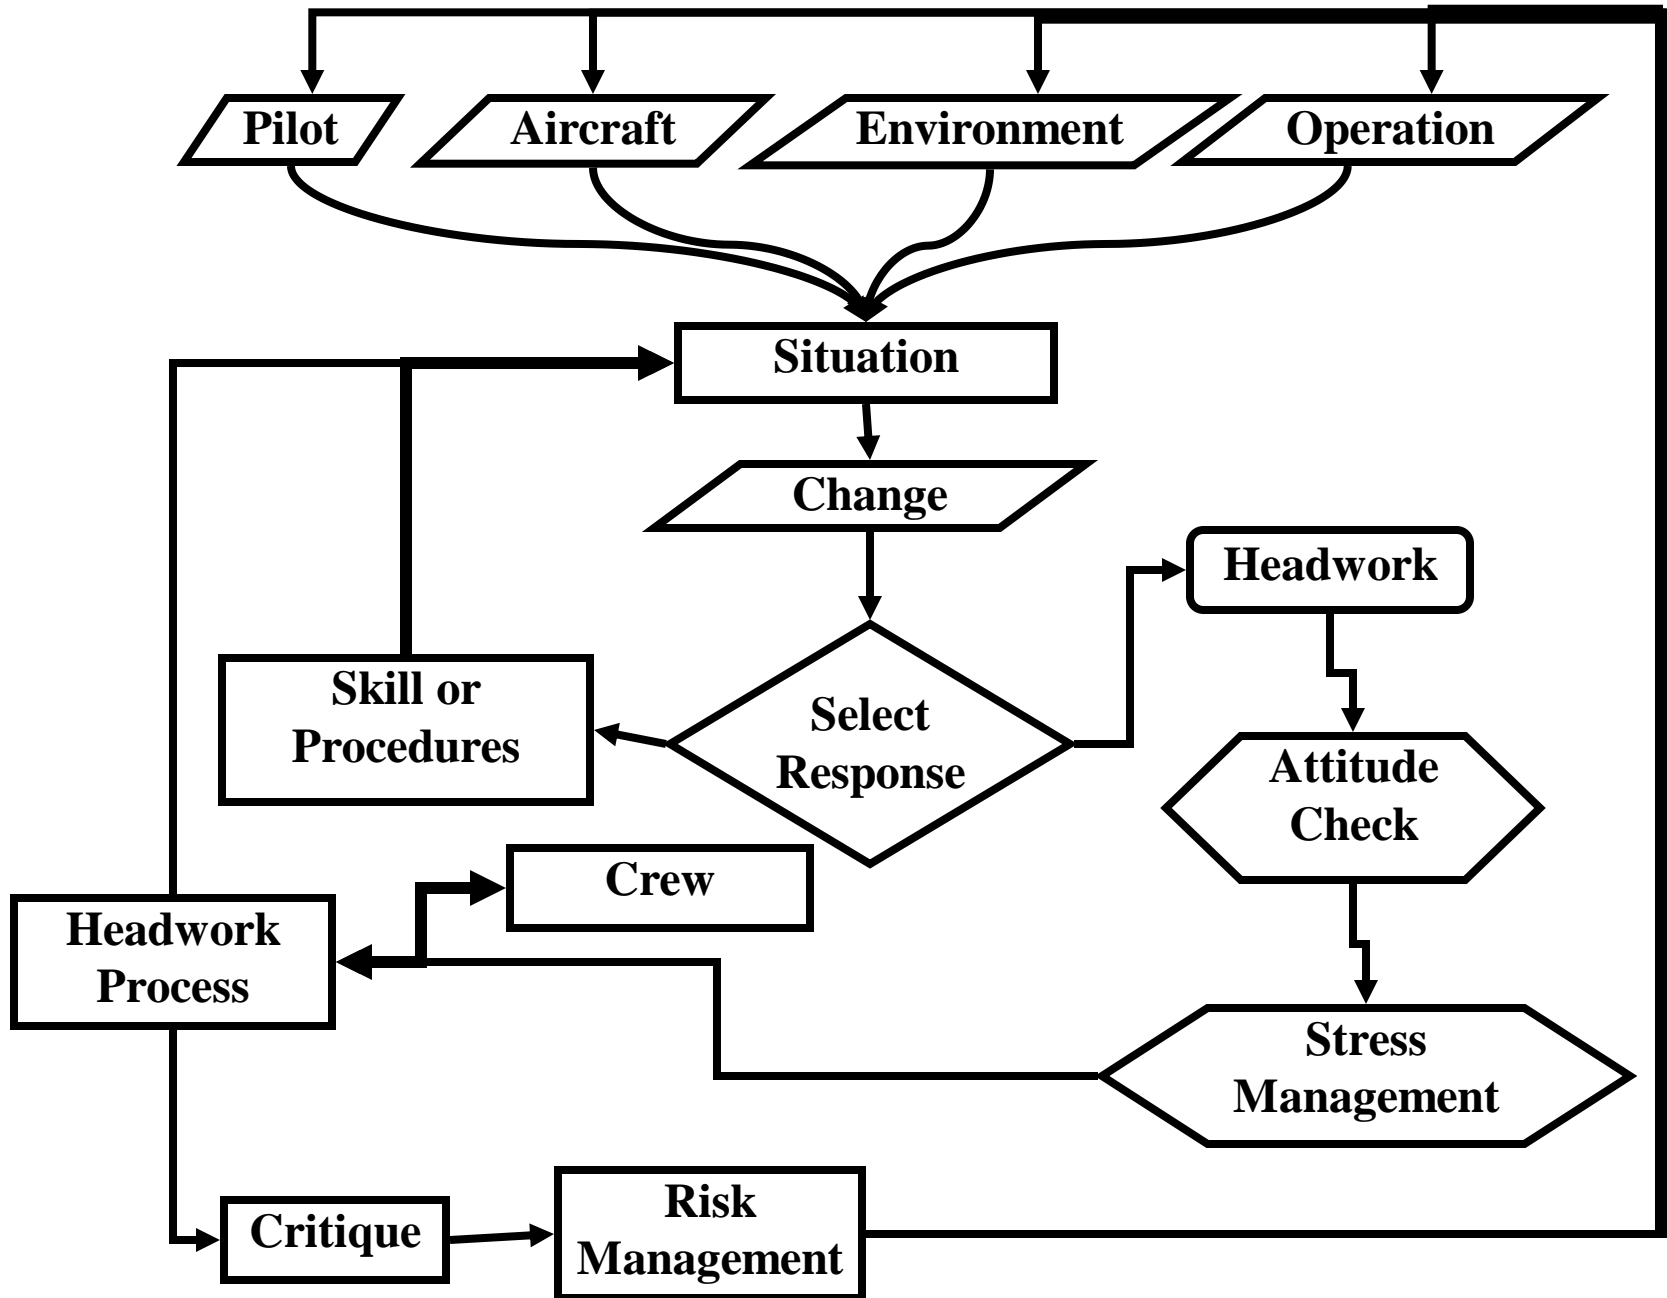 Pilot
Aircraft
Environment
Operation
Situation
Change
Headwork
Skill or
Procedures
Select
Response
Attitude
Check
Crew
Headwork
Process
Stress
Management
Critique
Risk
Management